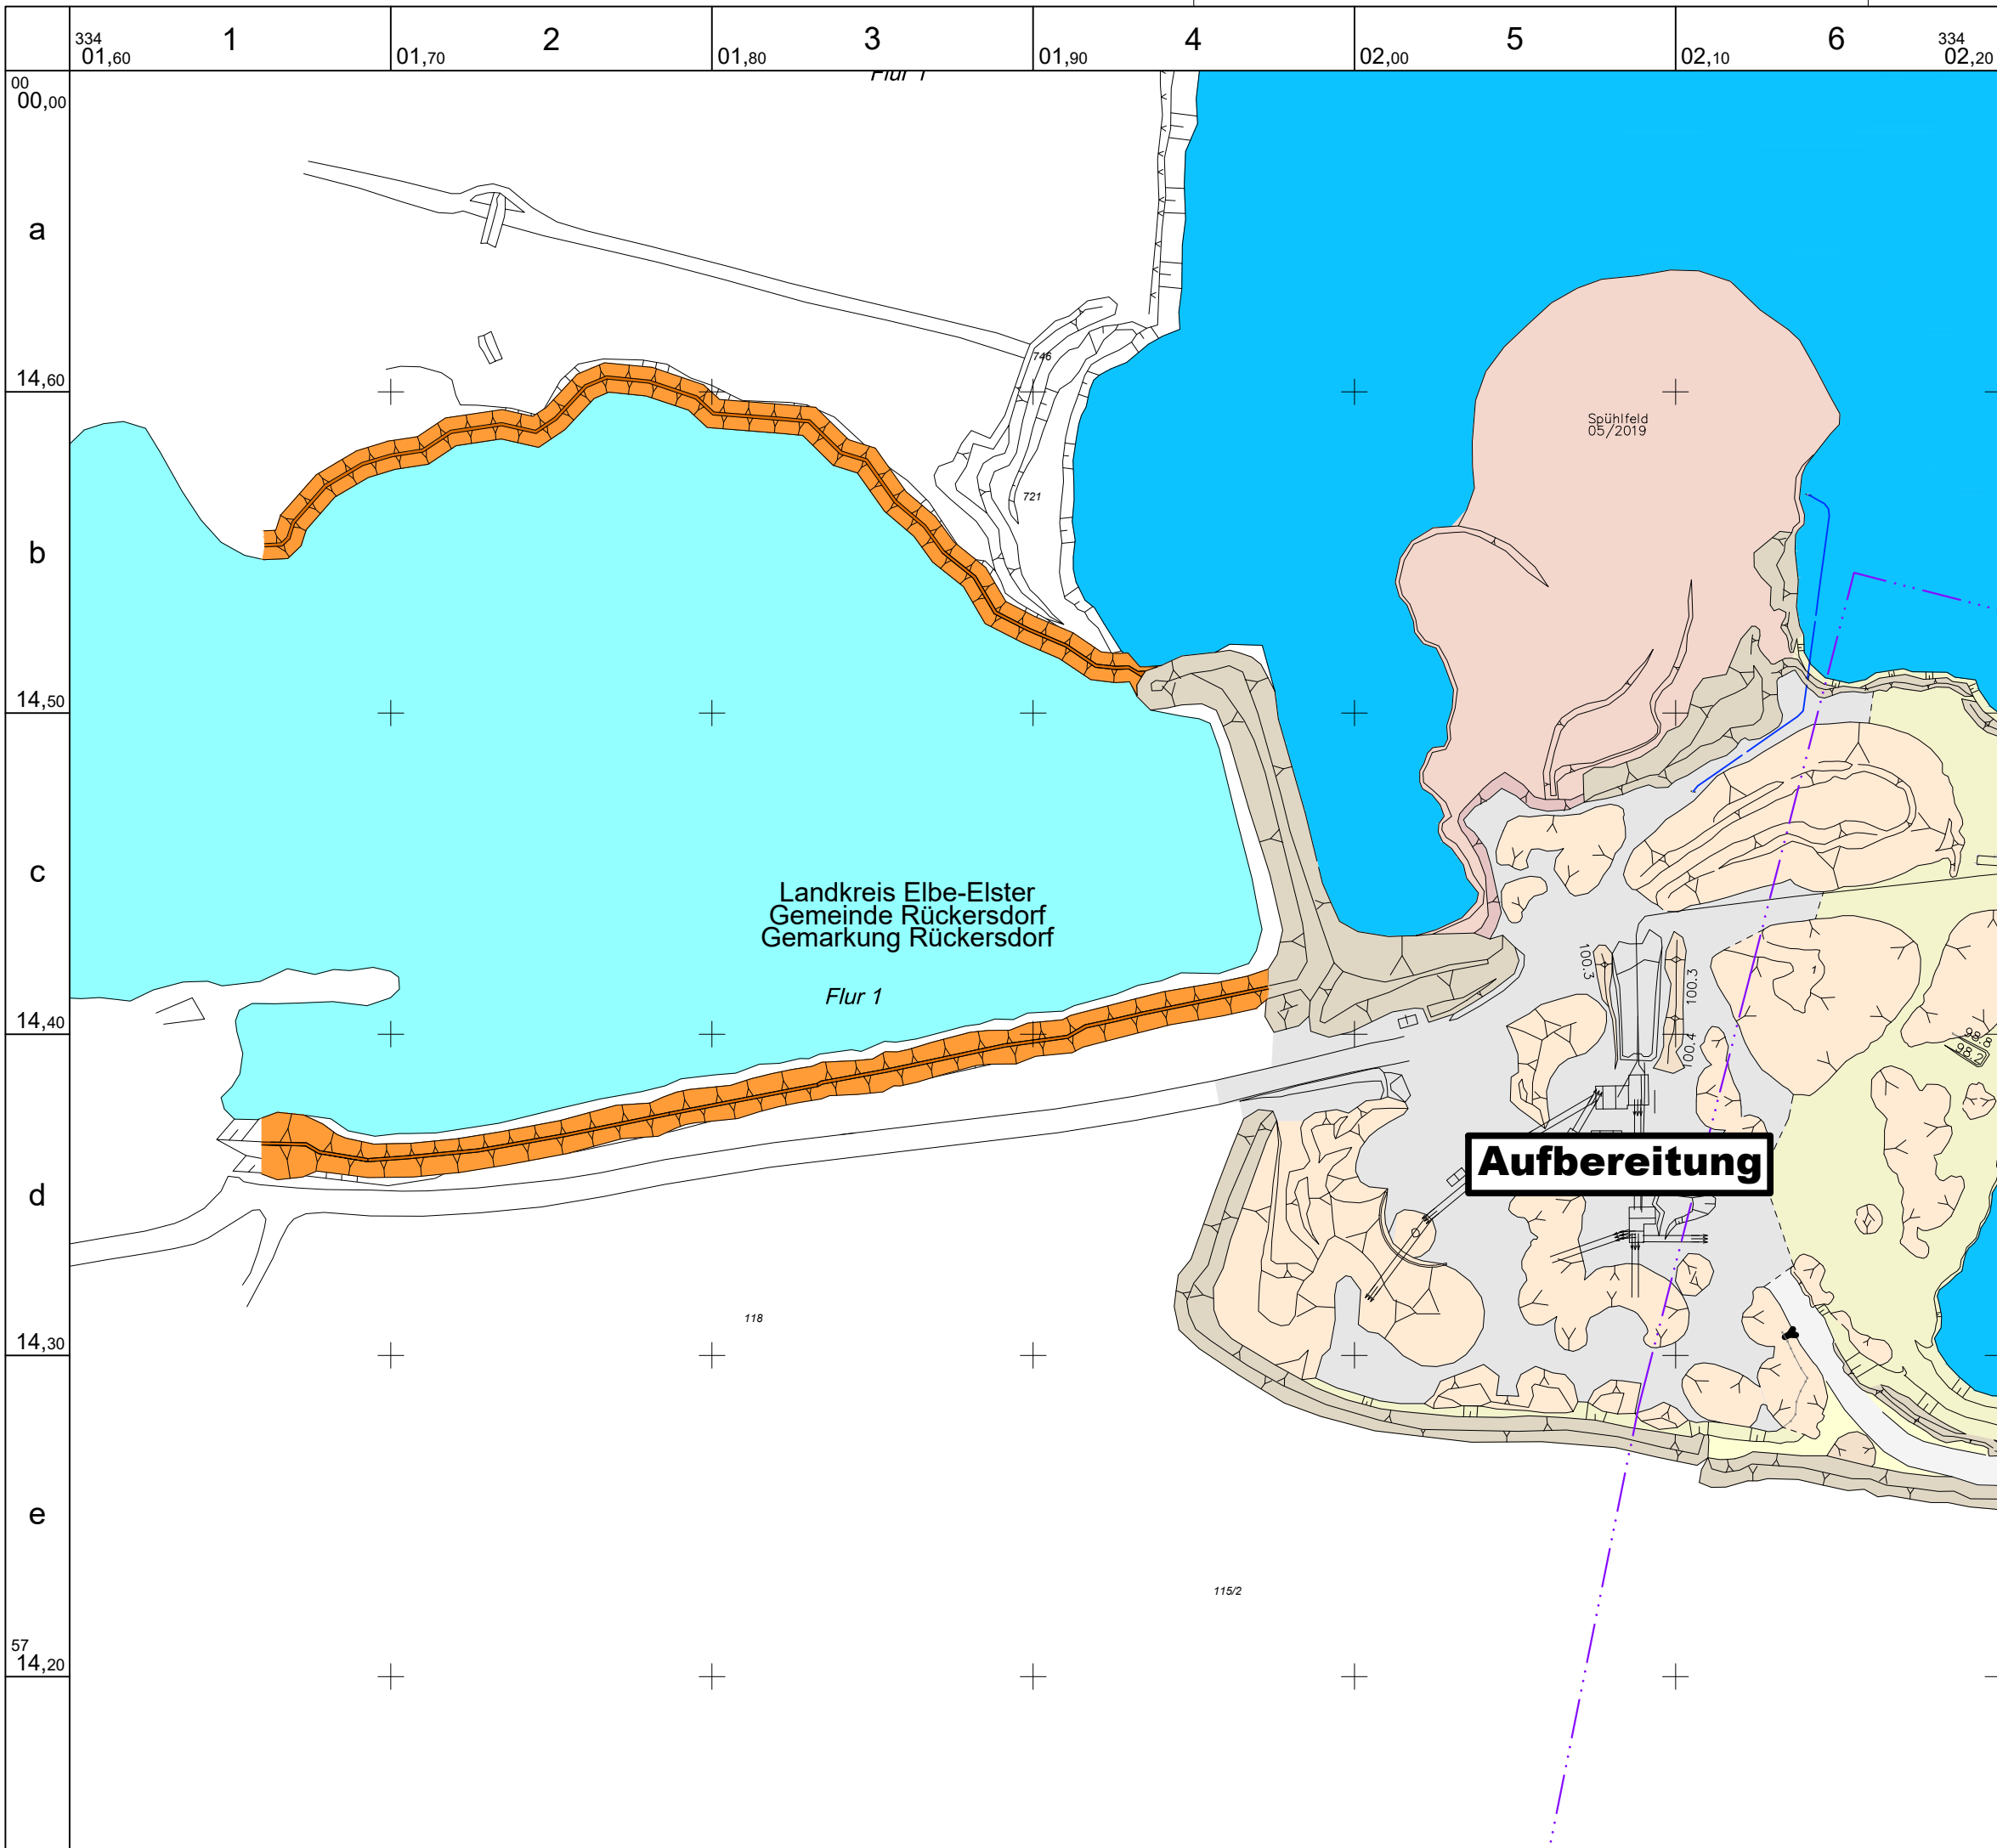 1 2 3 4 5 6
334 334
01,60 01,70 01,80 01,90 02,00 02,10 02,20
00
00,00
Flur 1
a
746
14,60
Spühlfeld
05/2019
721
b
14,50
c
Landkreis Elbe-Elster
Gemeinde Rückersdorf
Gemarkung Rückersdorf
Flur 1
100.3
100.3
1
14,40
100.4
98.8
98.2
Aufbereitung
d
118
14,30
e
115/2
57
14,20